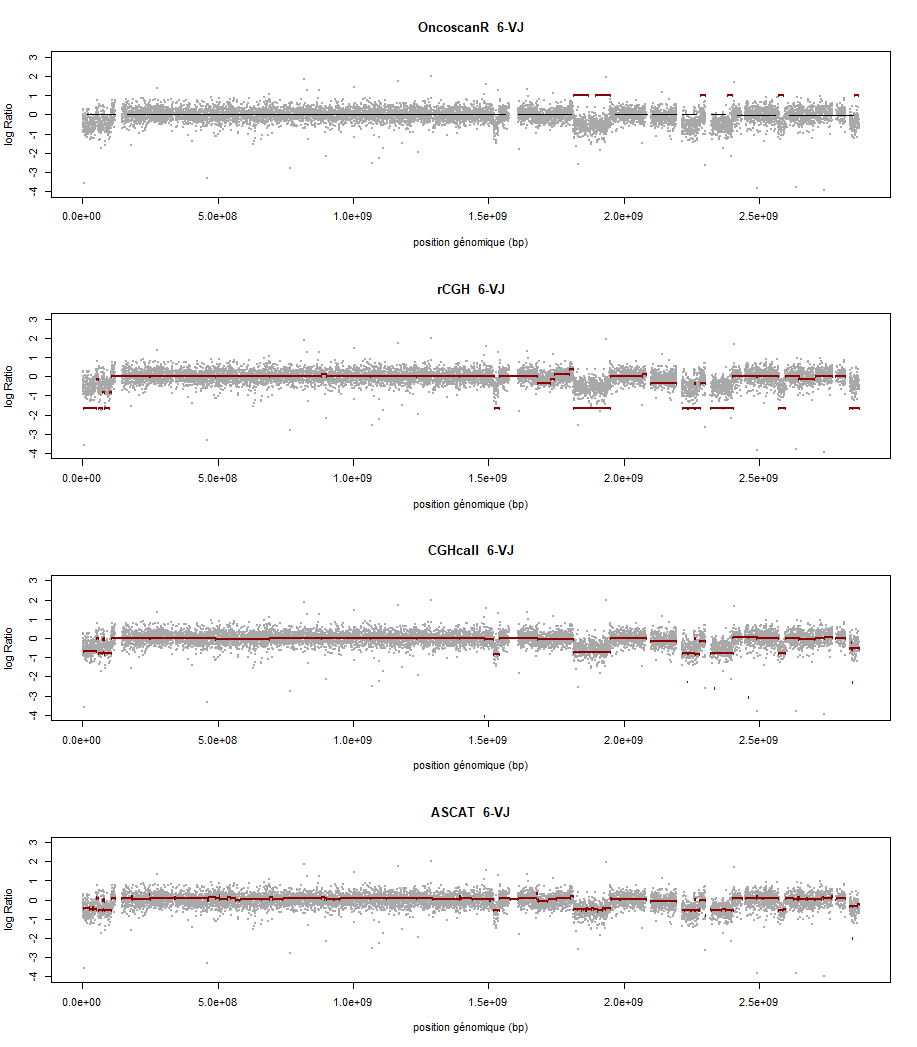 OncoscanR 6-VJ
log Ratio
3
2
1
0
-1
-2
-3
-4
0.0e+00 5.0e+08 1.0e+09 1.5e+09 2.0e+09 2.5e+09
position génomique (bp)
rCGH 6-VJ
log Ratio
3
2
1
0
-1
-2
-3
-4
0.0e+00 5.0e+08 1.0e+09 1.5e+09 2.0e+09 2.5e+09
position génomique (bp)
CGHcall 6-VJ
log Ratio
3
2
1
0
-1
-2
-3
-4
0.0e+00 5.0e+08 1.0e+09 1.5e+09 2.0e+09 2.5e+09
position génomique (bp)
ASCAT 6-VJ
log Ratio
3
2
1
0
-1
-2
-3
-4
0.0e+00 5.0e+08 1.0e+09 1.5e+09 2.0e+09 2.5e+09
position génomique (bp)